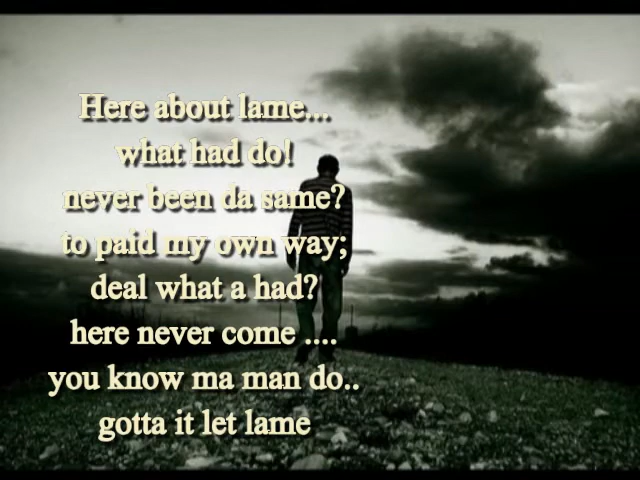 Here about lame...
what had do!
never been da same?
to paid my own way;
deal what a had?
here never come ....
you know ma man do..
gotta it let lame